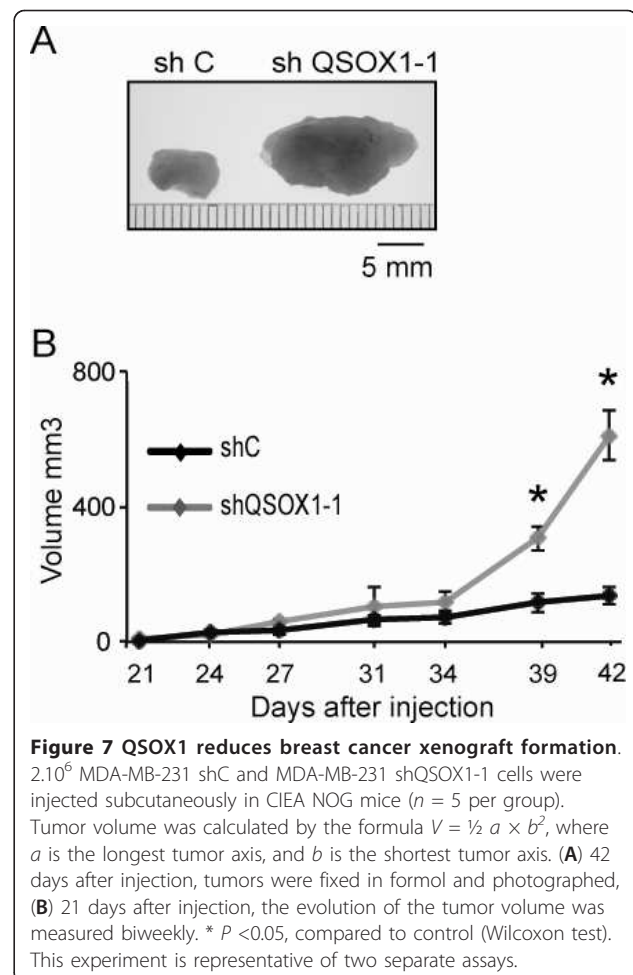 A
sh C sh QSOX1-1
5 mm
B
800
400
0
Volume mm3
shC
shQSOX1-1
*
*
21 24 27 31 34 39 42
Days after injection
Figure 7 QSOX1 reduces breast cancer xenograft formation.
2.10⁶ MDA-MB-231 shC and MDA-MB-231 shQSOX1-1 cells were
injected subcutaneously in CIEA NOG mice (n = 5 per group).
Tumor volume was calculated by the formula V = ½ a × b², where
a is the longest tumor axis, and b is the shortest tumor axis. (A) 42
days after injection, tumors were fixed in formol and photographed,
(B) 21 days after injection, the evolution of the tumor volume was
measured biweekly. * P <0.05, compared to control (Wilcoxon test).
This experiment is representative of two separate assays.